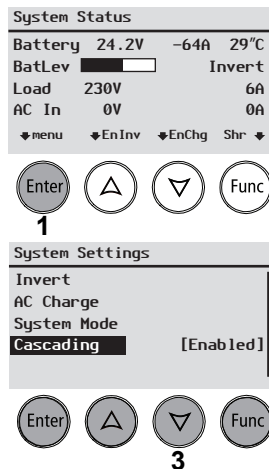 System Status
Battery 24.2V -64A 29°C
BatLev Invert
Load 230V 6A
AC In 0V 0A
menu EnInv EnChg Shr
Enter Func
1
System Settings
Invert
AC Charge
System Mode
Cascading [Enabled]
Enter Func
3